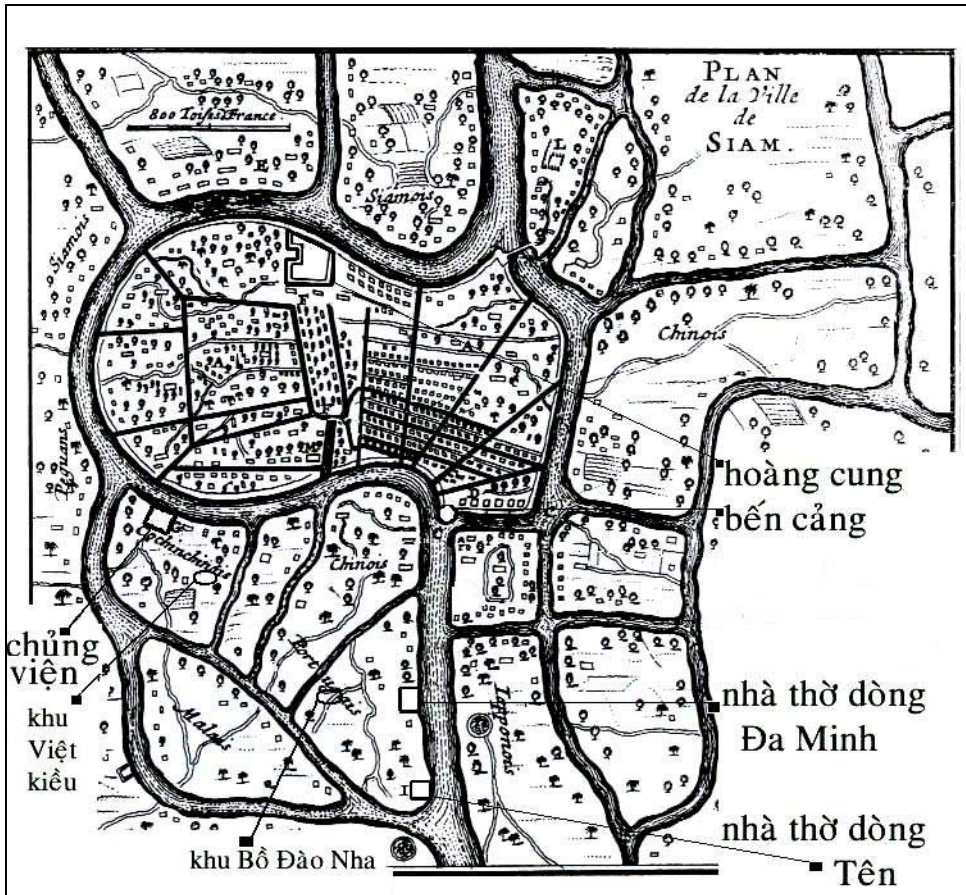 PLAN
de la Ville
de
SIAM.
800 Toises France.
E
L
Siamois
Siamois
F
A
A
Chinois
hoàng cung
bến cảng
D
C
Cochinchinois
Chinois
chủng
viện
khu
Việt
kiều
Malais
Portugais
Iapponois
nhà thờ dòng
Đa Minh
I
khu Bồ Đào Nha
nhà thờ dòng
Tên